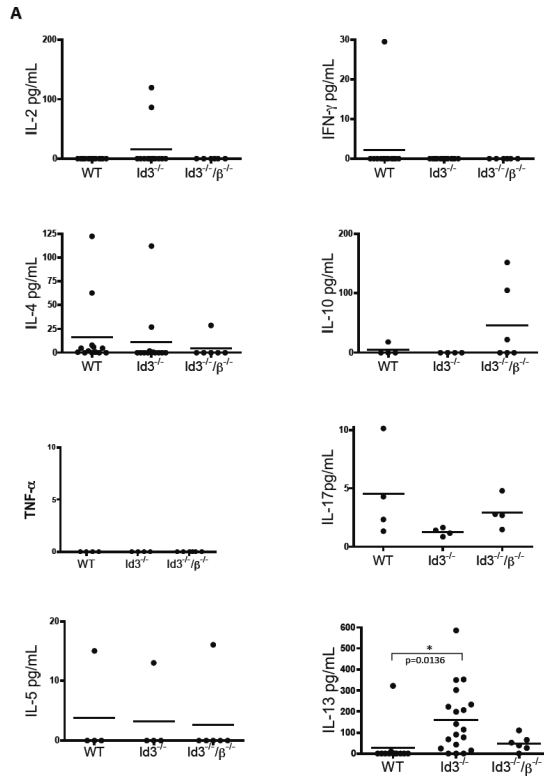 A
IL-2 pg/mL
200
100
0
WT Id3-/- Id3-/-/β-/-
IFN-γ pg/mL
30
20
10
0
WT Id3-/- Id3-/-/β-/-
IL-4 pg/mL
125
100
75
50
25
0
WT Id3-/- Id3-/-/β-/-
IL-10 pg/mL
200
100
0
WT Id3-/- Id3-/-/β-/-
TNF-α
10
5
0
WT Id3-/- Id3-/-/β-/-
IL-17pg/mL
10
5
0
WT Id3-/- Id3-/-/β-/-
IL-5 pg/mL
20
10
0
WT Id3-/- Id3-/-/β-/-
IL-13 pg/mL
600
500
400
300
200
100
0
*
p=0.0136
WT Id3-/- Id3-/-/β-/-